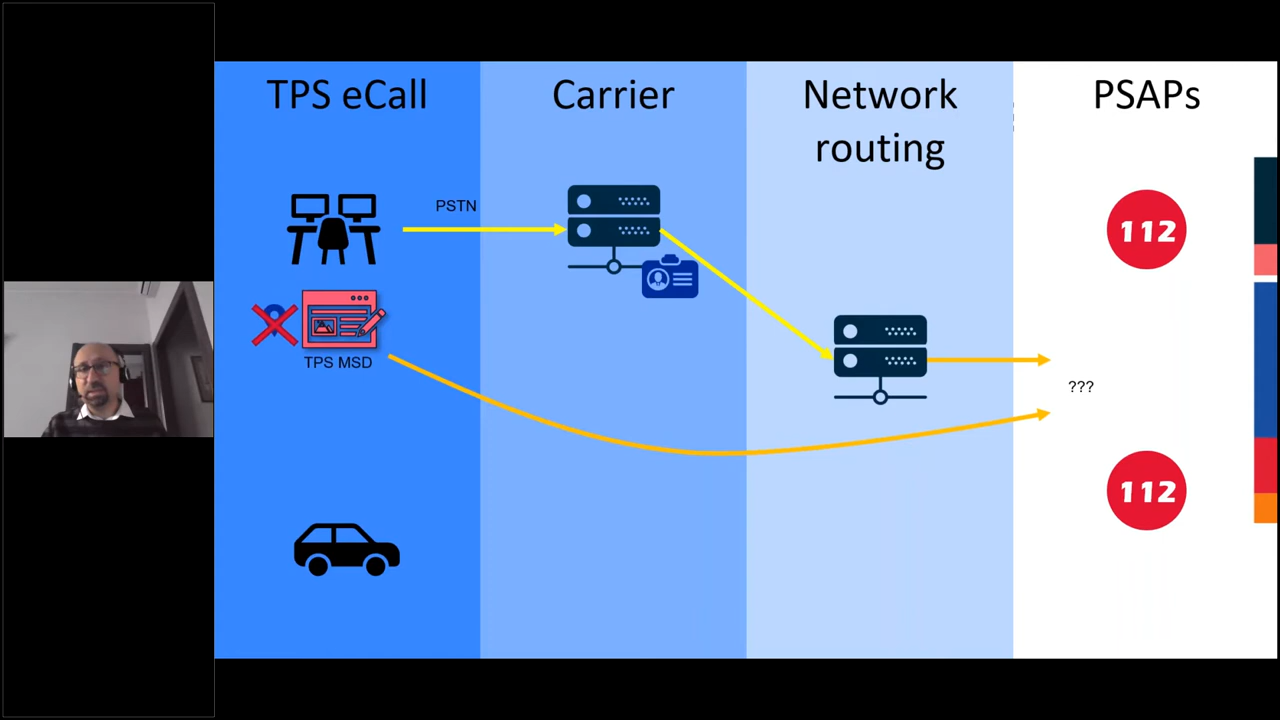 TPS eCall
Carrier
Network
routing
PSAPs
PSTN
112
TPS MSD
???
112